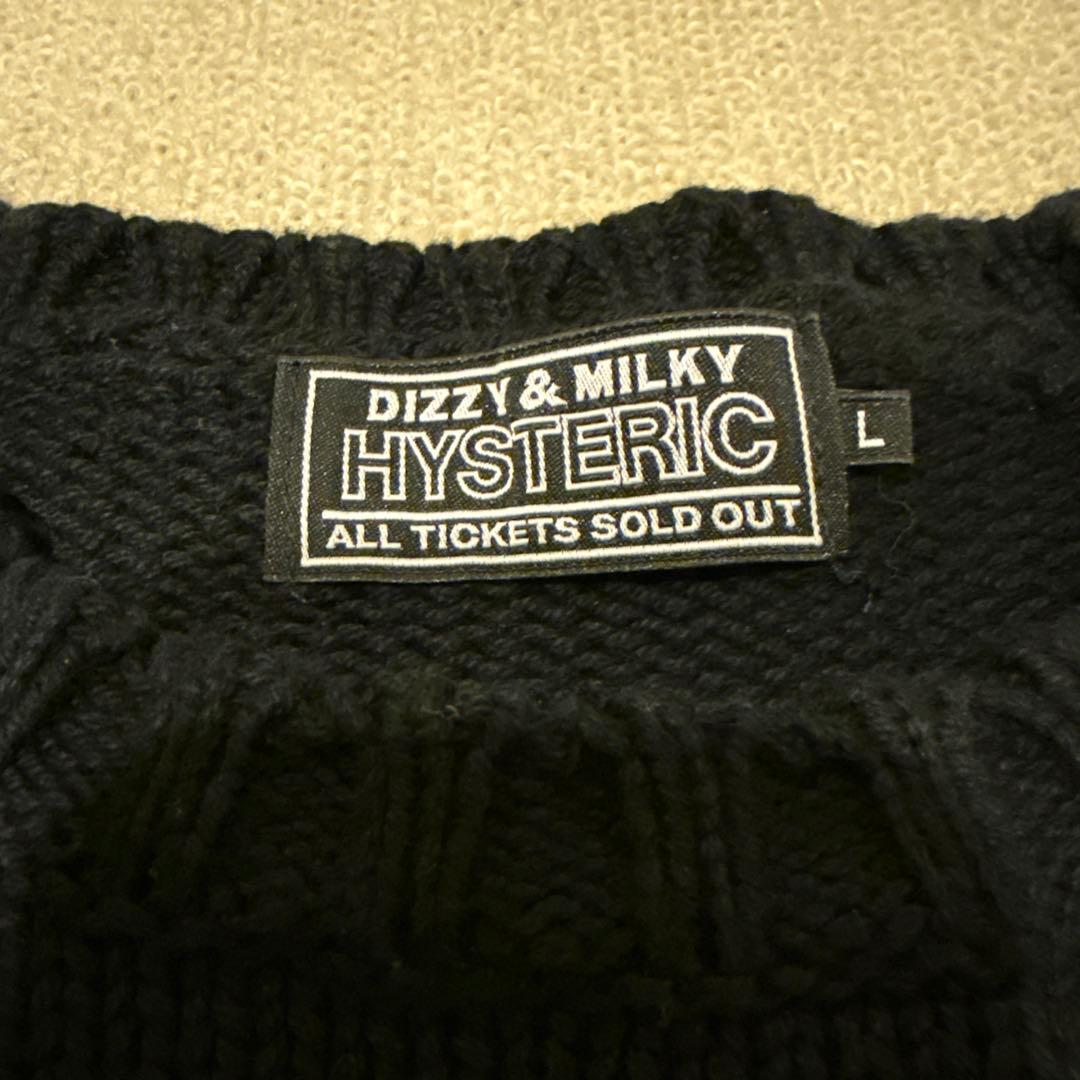 DIZZY & MILKY
HYSTERIC
ALL TICKETS SOLD OUT
L